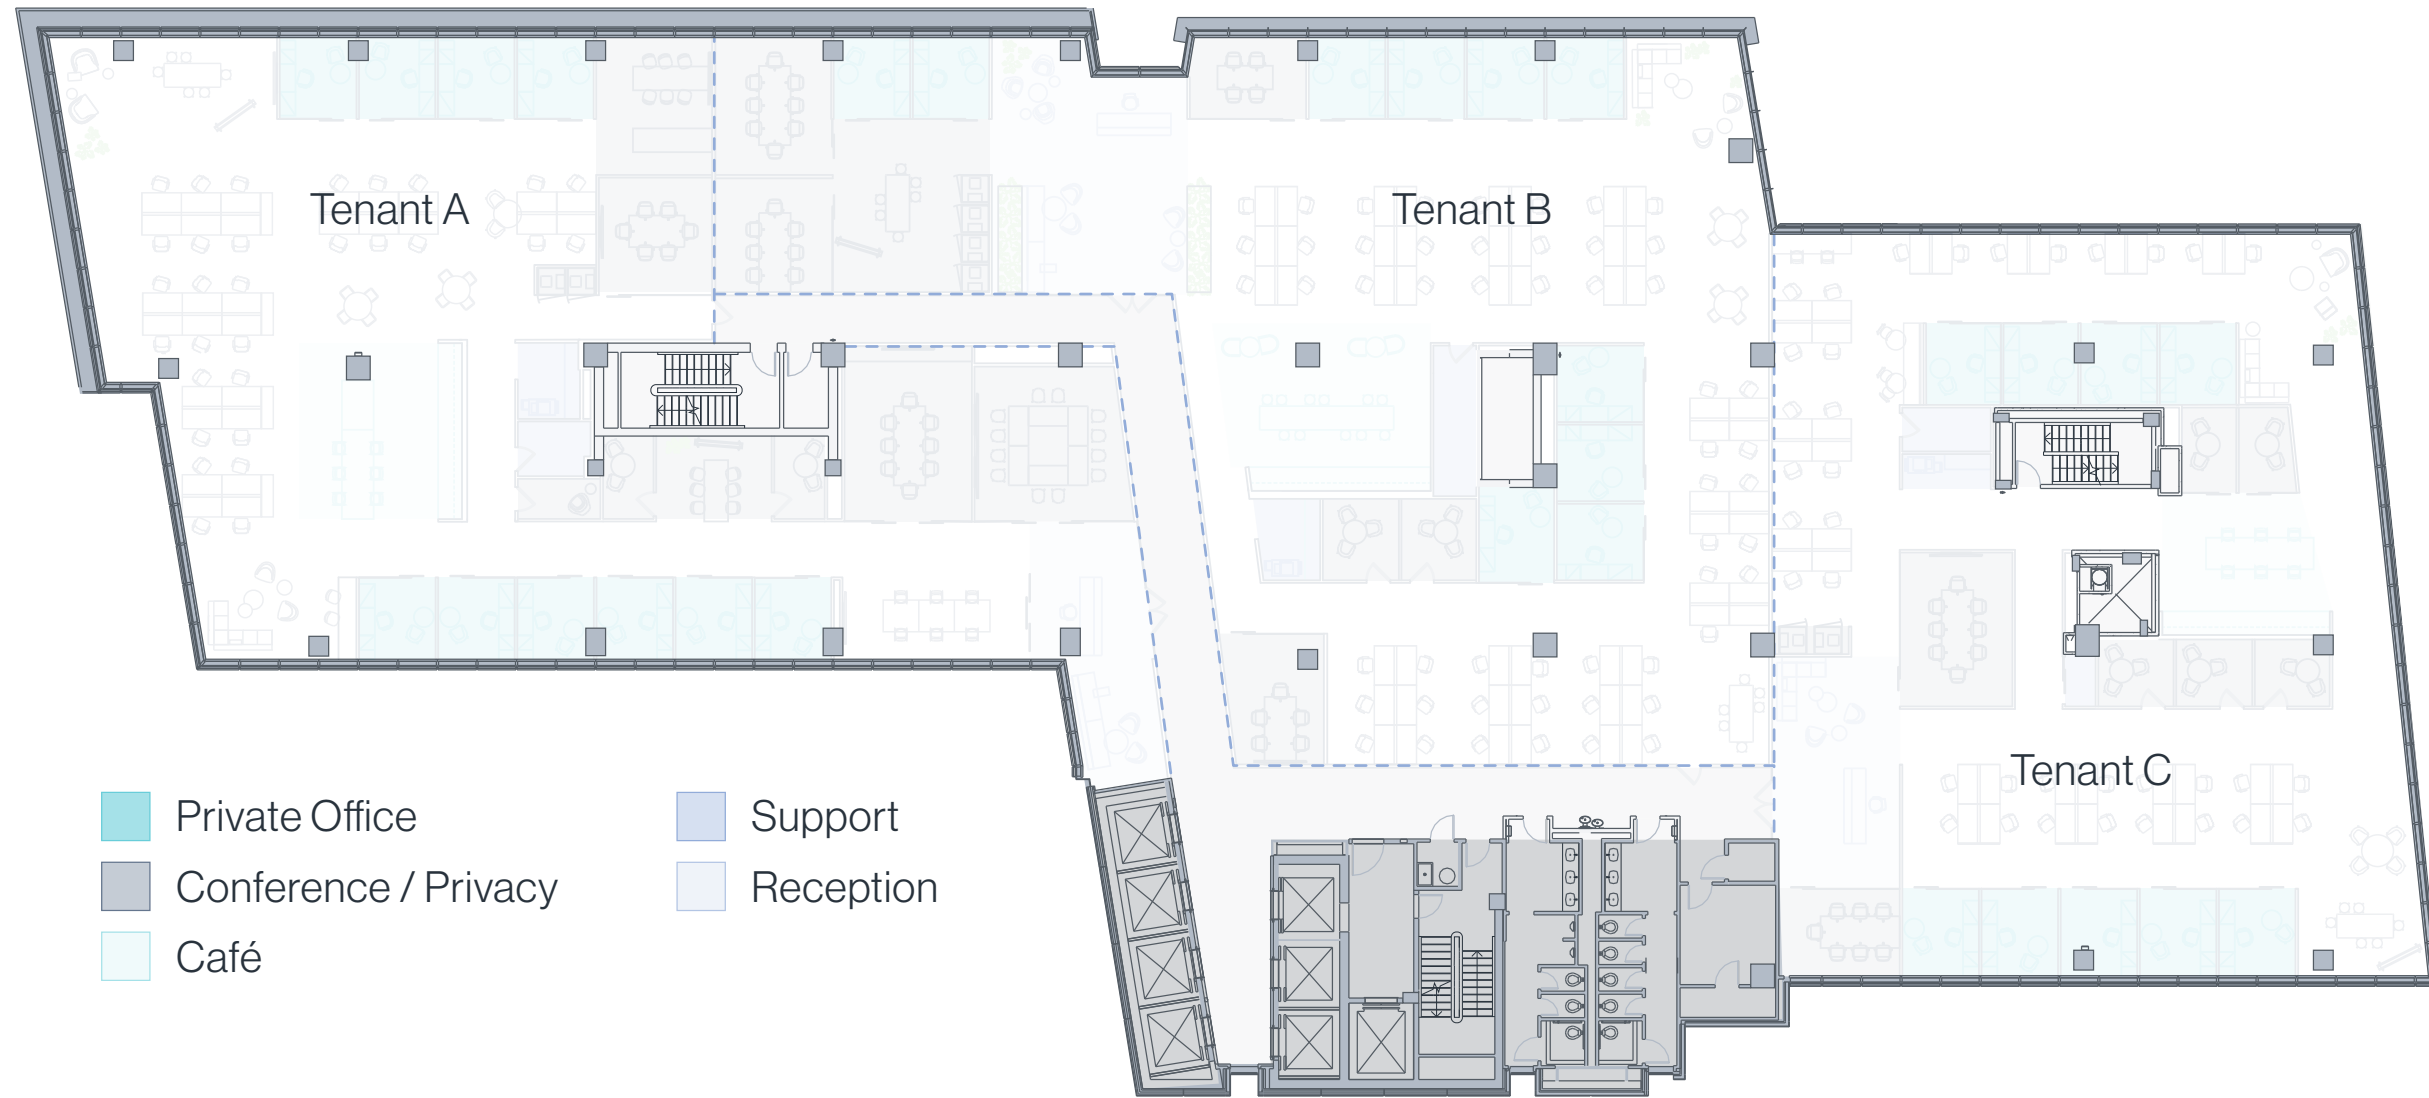 Tenant A
Tenant B
Tenant C
Private Office
Conference / Privacy
Café
Support
Reception